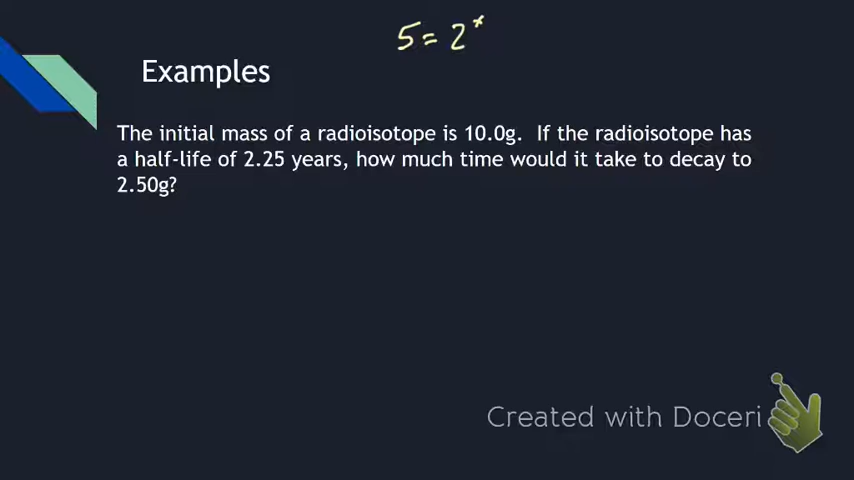 5 = 2ˣ
Examples
The initial mass of a radioisotope is 10.0g. If the radioisotope has
a half-life of 2.25 years, how much time would it take to decay to
2.50g?
Created with Doceri